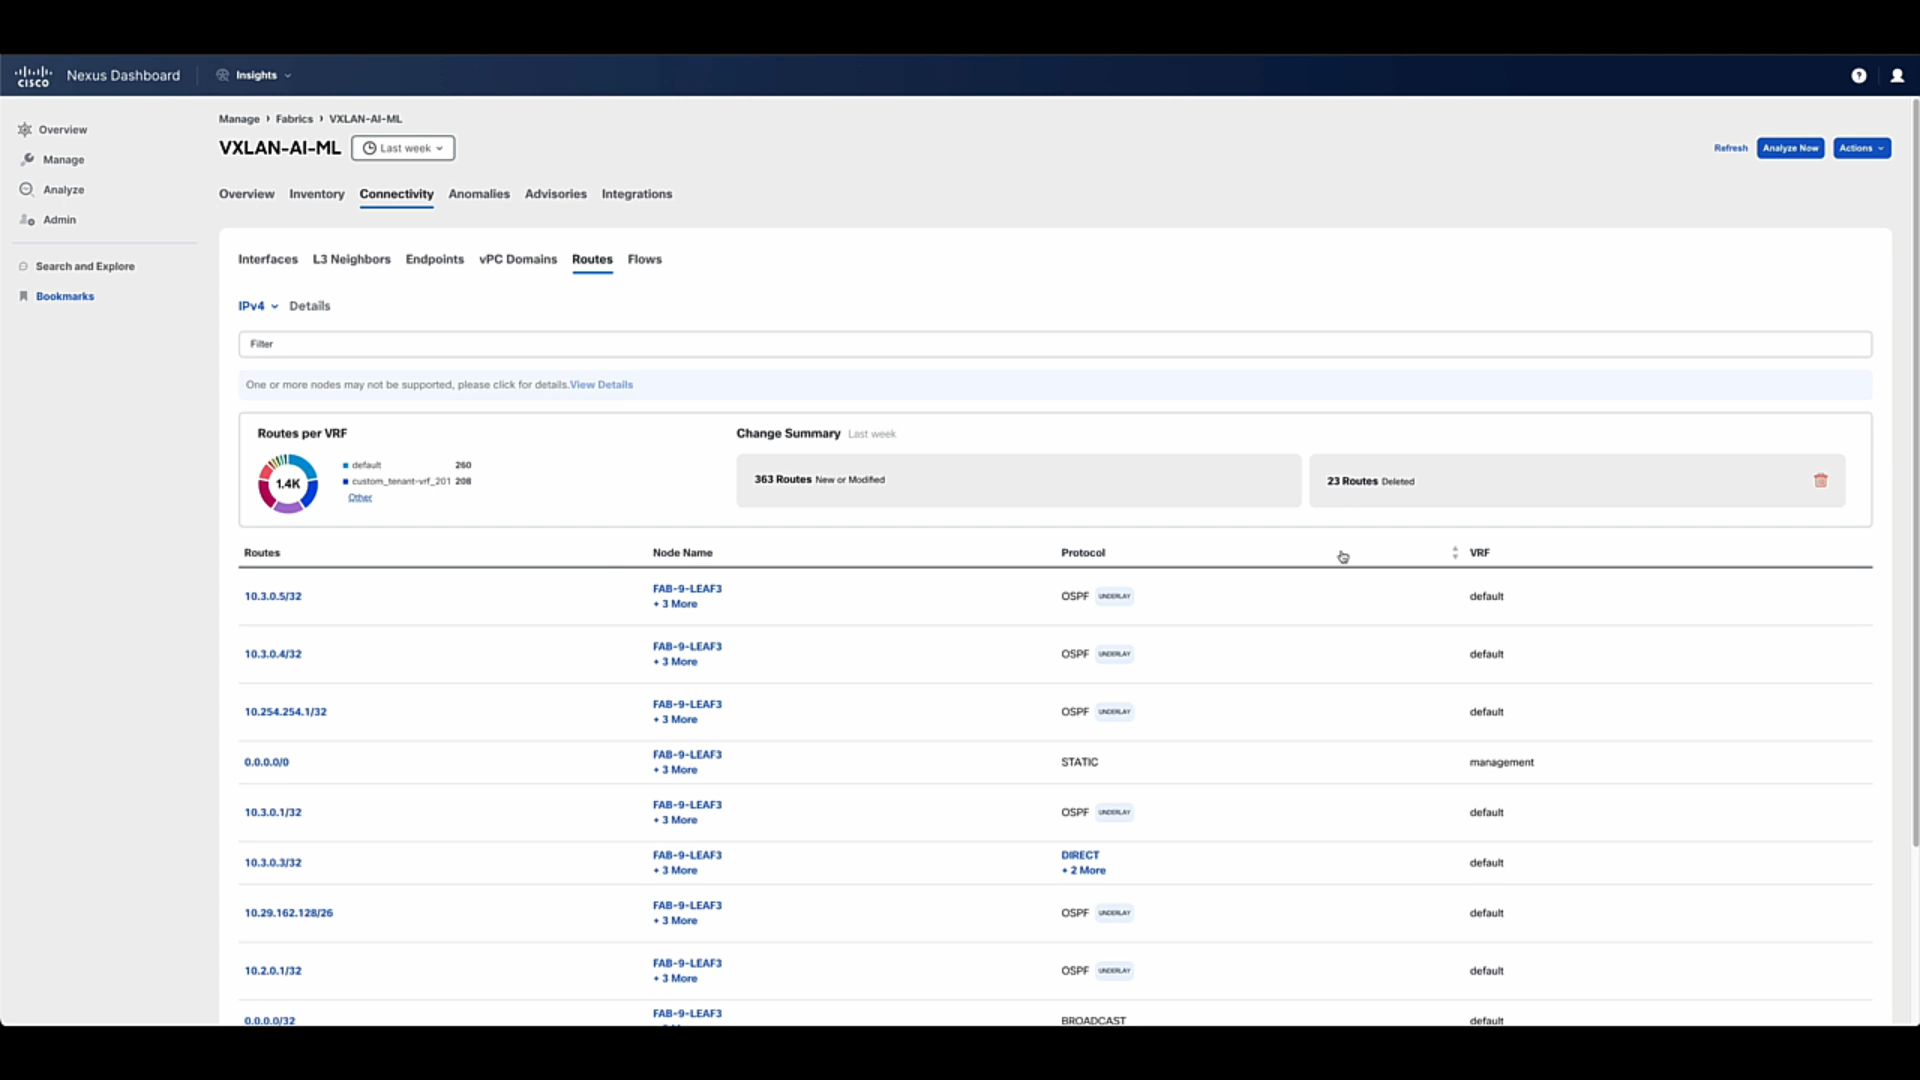 cisco Nexus Dashboard Insights
Overview
Manage
Analyze
Admin
Search and Explore
Bookmarks
Manage > Fabrics > VXLAN-AI-ML
VXLAN-AI-ML Last week
Refresh Analyze Now Actions
Overview Inventory Connectivity Anomalies Advisories Integrations
Interfaces L3 Neighbors Endpoints vPC Domains Routes Flows
IPv4 Details
Filter
One or more nodes may not be supported, please click for details.View Details
Routes per VRF
1.4K
default 260
custom_tenant-vrf_201 208
Other
Change Summary Last week
363 Routes New or Modified
23 Routes Deleted
Routes Node Name Protocol VRF
10.3.0.5/32 FAB-9-LEAF3 + 3 More OSPF UNDERLAY default
10.3.0.4/32 FAB-9-LEAF3 + 3 More OSPF UNDERLAY default
10.254.254.1/32 FAB-9-LEAF3 + 3 More OSPF UNDERLAY default
0.0.0.0/0 FAB-9-LEAF3 + 3 More STATIC management
10.3.0.1/32 FAB-9-LEAF3 + 3 More OSPF UNDERLAY default
10.3.0.3/32 FAB-9-LEAF3 + 3 More DIRECT + 2 More default
10.29.162.128/26 FAB-9-LEAF3 + 3 More OSPF UNDERLAY default
10.2.0.1/32 FAB-9-LEAF3 + 3 More OSPF UNDERLAY default
0.0.0.0/32 FAB-9-LEAF3 BROADCAST default